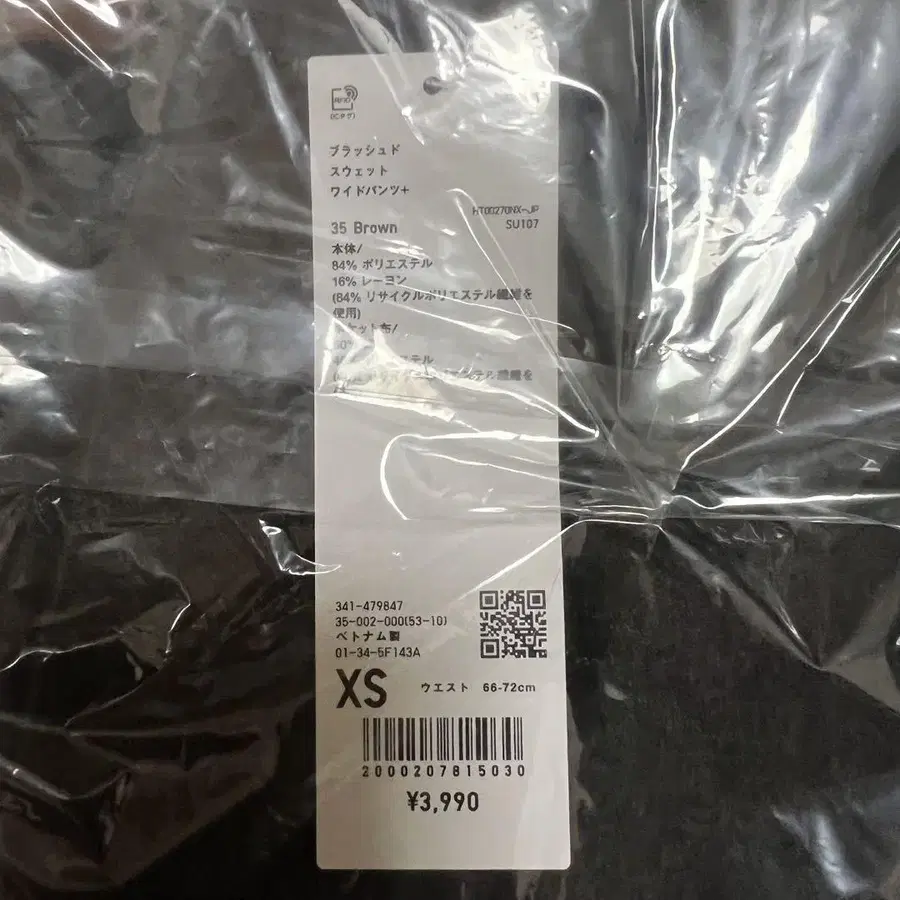 RFID
(ICタグ)
ブラッシュド
スウェット
ワイドパンツ+
HT00270NX-JP
35 Brown
SU107
本体/
84% ポリエステル
16% レーヨン
(84% リサイクルポリエステル繊維を
使用)
341-479847
35-002-000(53-10)
ベトナム製
01-34-5F143A
XS
ウエスト 66-72cm
2000207815030
¥3,990